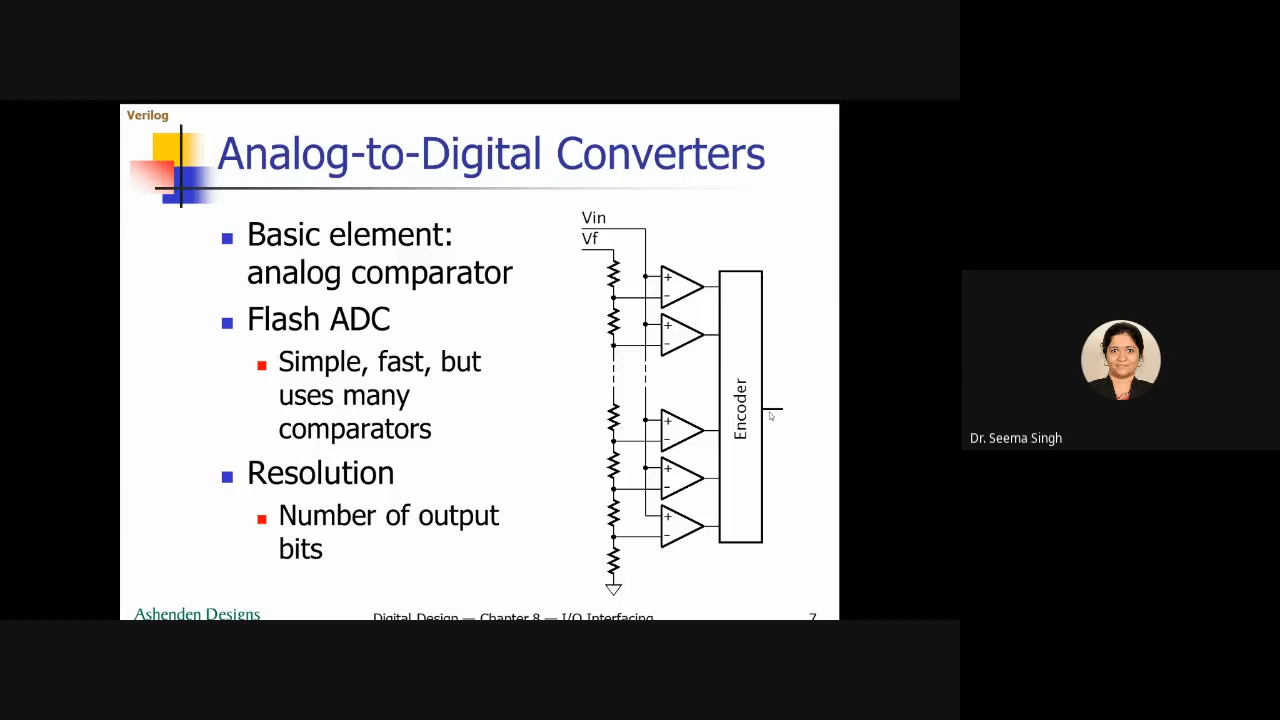 Verilog
Analog-to-Digital Converters
Basic element:
analog comparator
Flash ADC
Simple, fast, but
uses many
comparators
Resolution
Number of output
bits
Vin
Vf
+
−
+
−
+
−
+
−
+
−
Encoder
Ashenden Designs
Digital Design — Chapter 8 — I/O Interfacing
7
Dr. Seema Singh